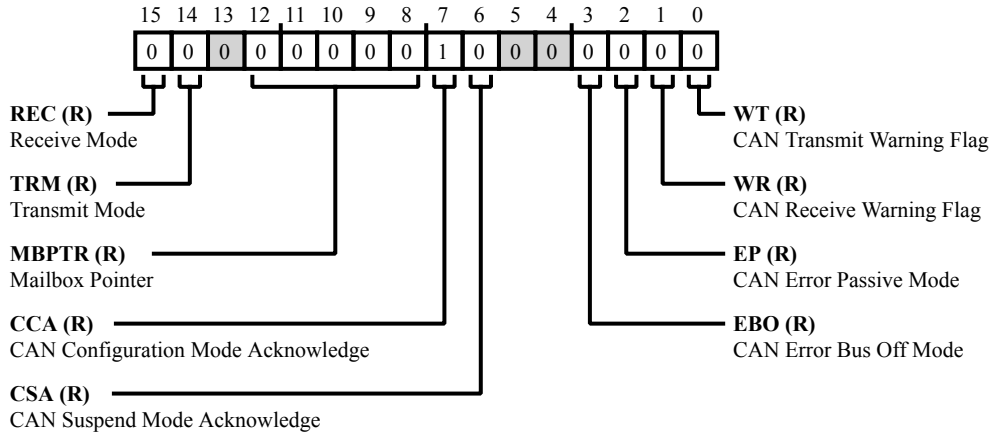 15 14 13 12 11 10 9 8 7 6 5 4 3 2 1 0
0 0 0 0 0 0 0 0 1 0 0 0 0 0 0 0
REC (R)
Receive Mode
TRM (R)
Transmit Mode
MBPTR (R)
Mailbox Pointer
CCA (R)
CAN Configuration Mode Acknowledge
CSA (R)
CAN Suspend Mode Acknowledge
WT (R)
CAN Transmit Warning Flag
WR (R)
CAN Receive Warning Flag
EP (R)
CAN Error Passive Mode
EBO (R)
CAN Error Bus Off Mode